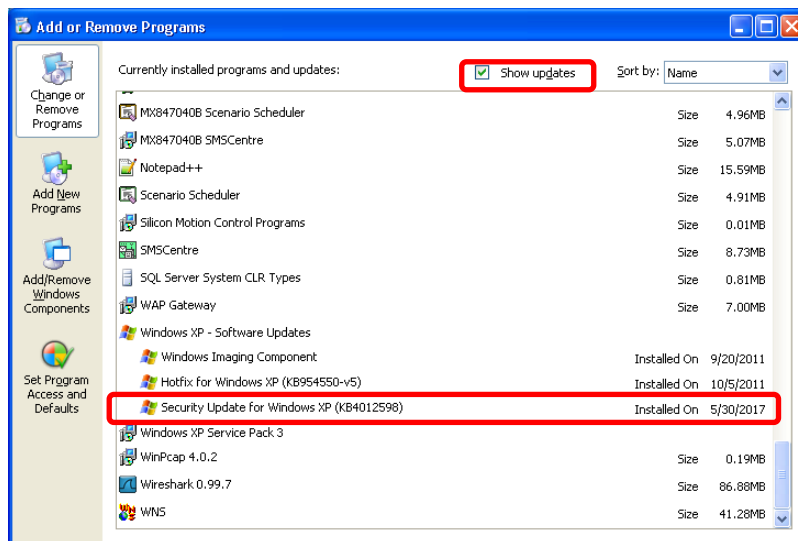 Add or Remove Programs
Change or
Remove
Programs
Add New
Programs
Add/Remove
Windows
Components
Set Program
Access and
Defaults
Currently installed programs and updates:
Show updates
Sort by: Name
MX847040B Scenario Scheduler Size 4.96MB
MX847040B SMSCentre Size 5.07MB
Notepad++ Size 15.59MB
Scenario Scheduler Size 4.91MB
Silicon Motion Control Programs Size 0.01MB
SMSCentre Size 8.73MB
SQL Server System CLR Types Size 0.81MB
WAP Gateway Size 7.00MB
Windows XP - Software Updates
Windows Imaging Component Installed On 9/20/2011
Hotfix for Windows XP (KB954550-v5) Installed On 10/5/2011
Security Update for Windows XP (KB4012598) Installed On 5/30/2017
Windows XP Service Pack 3
WinPcap 4.0.2 Size 0.19MB
Wireshark 0.99.7 Size 86.88MB
WNS Size 41.28MB